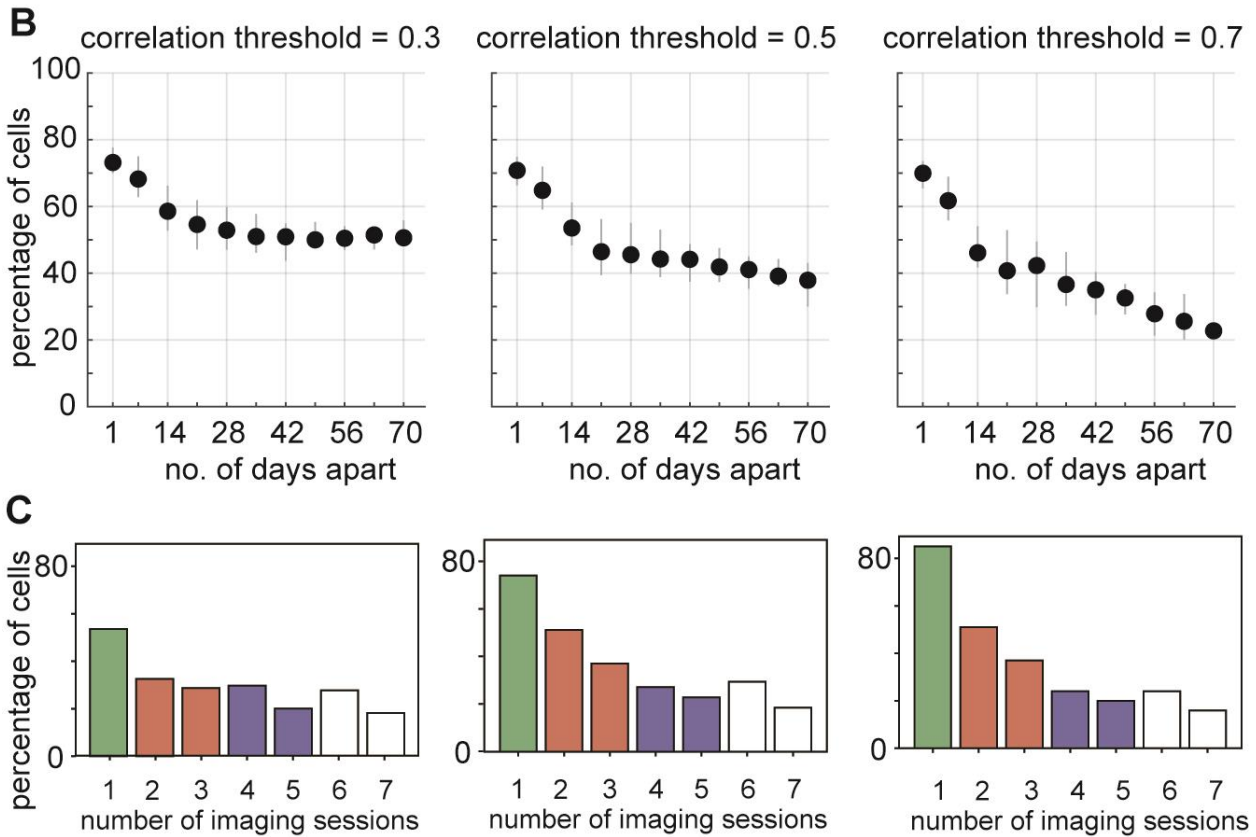 B
correlation threshold = 0.3 correlation threshold = 0.5 correlation threshold = 0.7
percentage of cells
100
80
60
40
20
0
1 14 28 42 56 70 1 14 28 42 56 70 1 14 28 42 56 70
no. of days apart no. of days apart no. of days apart
C
percentage of cells
80 80 80
0 0 0
1 2 3 4 5 6 7 1 2 3 4 5 6 7 1 2 3 4 5 6 7
number of imaging sessions number of imaging sessions number of imaging sessions